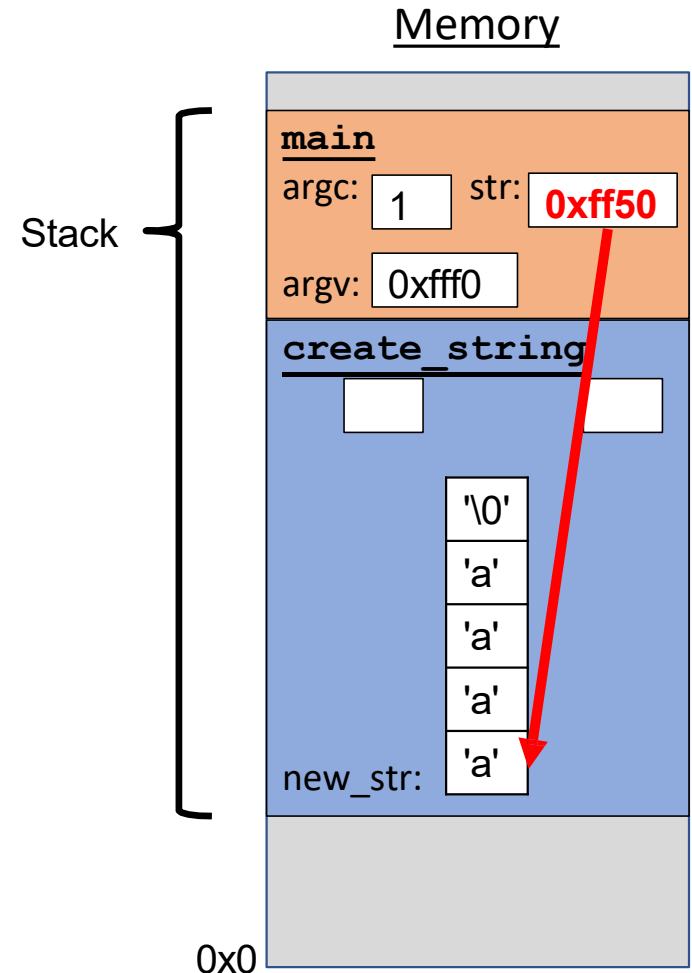 Memory
main
argc: 1 str: 0xff50
Stack
argv: 0xfff0
create_string
'\0'
'a'
'a'
'a'
new_str: 'a'
0x0